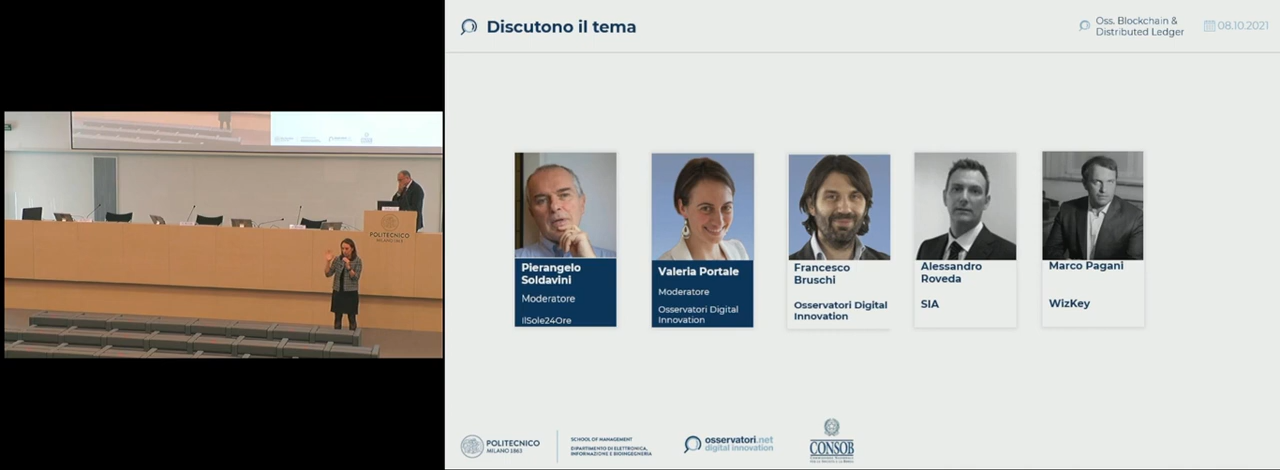 Discutono il tema
Oss. Blockchain &
Distributed Ledger
08.10.2021
POLITECNICO
MILANO 1863
Pierangelo
Soldavini
Moderatore
IlSole24Ore
Valeria Portale
Moderatore
Osservatori Digital
Innovation
Francesco
Bruschi
Osservatori Digital
Innovation
Alessandro
Roveda
SIA
Marco Pagani
WizKey
POLITECNICO
MILANO 1863
SCHOOL OF MANAGEMENT
DIPARTIMENTO DI ELETTRONICA,
INFORMAZIONE E BIOINGEGNERIA
osservatori.net
digital innovation
CONSOB